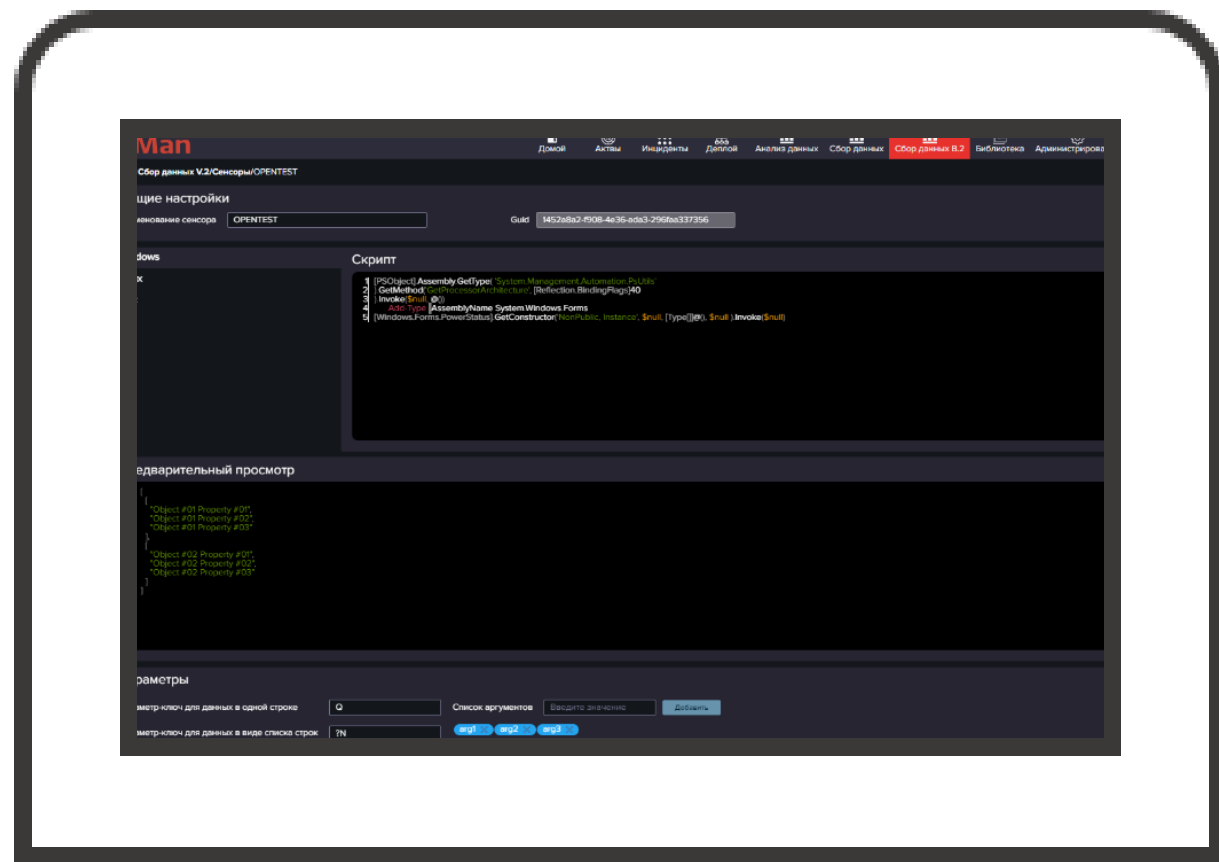 Man
Домой Активы Инциденты Деплой Анализ данных Сбор данных Сбор данных В.2 Библиотека Администрирова
Сбор данных V.2/Сенсоры/OPENTEST
щие настройки
менование сенсора OPENTEST Guid 1452a8a2-f908-4e36-ada3-296faa337356
dows Скрипт
x
1 [PSObject].Assembly.GetType( 'System.Management.Automation.PsUtils'
2 ).GetMethod('GetProcessorArchitecture', [Reflection.BindingFlags]40
3 ).Invoke($null, @())
4 Add-Type -AssemblyName System.Windows.Forms
5 [Windows.Forms.PowerStatus].GetConstructor('NonPublic, Instance', $null, [Type[]]@(), $null ).Invoke($null)
едварительный просмотр
[
[
"Object #01 Property #01",
"Object #01 Property #02",
"Object #01 Property #03"
],
[
"Object #02 Property #01",
"Object #02 Property #02",
"Object #02 Property #03"
]
]
раметры
аметр-ключ для данных в одной строке Q Список аргументов Введите значение Добавить
аметр-ключ для данных в виде списка строк ?N arg1 arg2 arg3